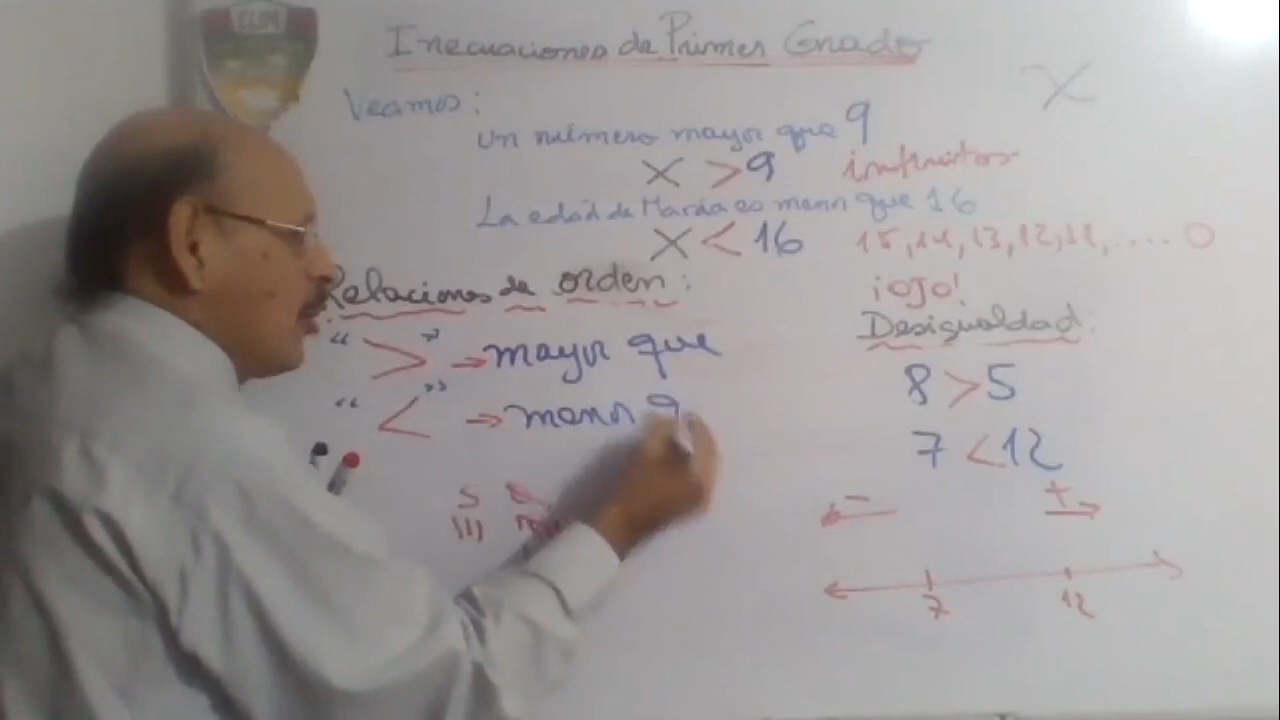 Inecuaciones de Primer Grado
Veamos:
X
un número mayor que 9
X > 9 infinitos
La edad de María es menor que 16
X < 16 15, 14, 13, 12, 11, .... 0
Relaciones de orden:
">" → mayor que
"<" → menor q
¡OJO!
Desigualdad:
8 > 5
7 < 12
- +
7 12
5